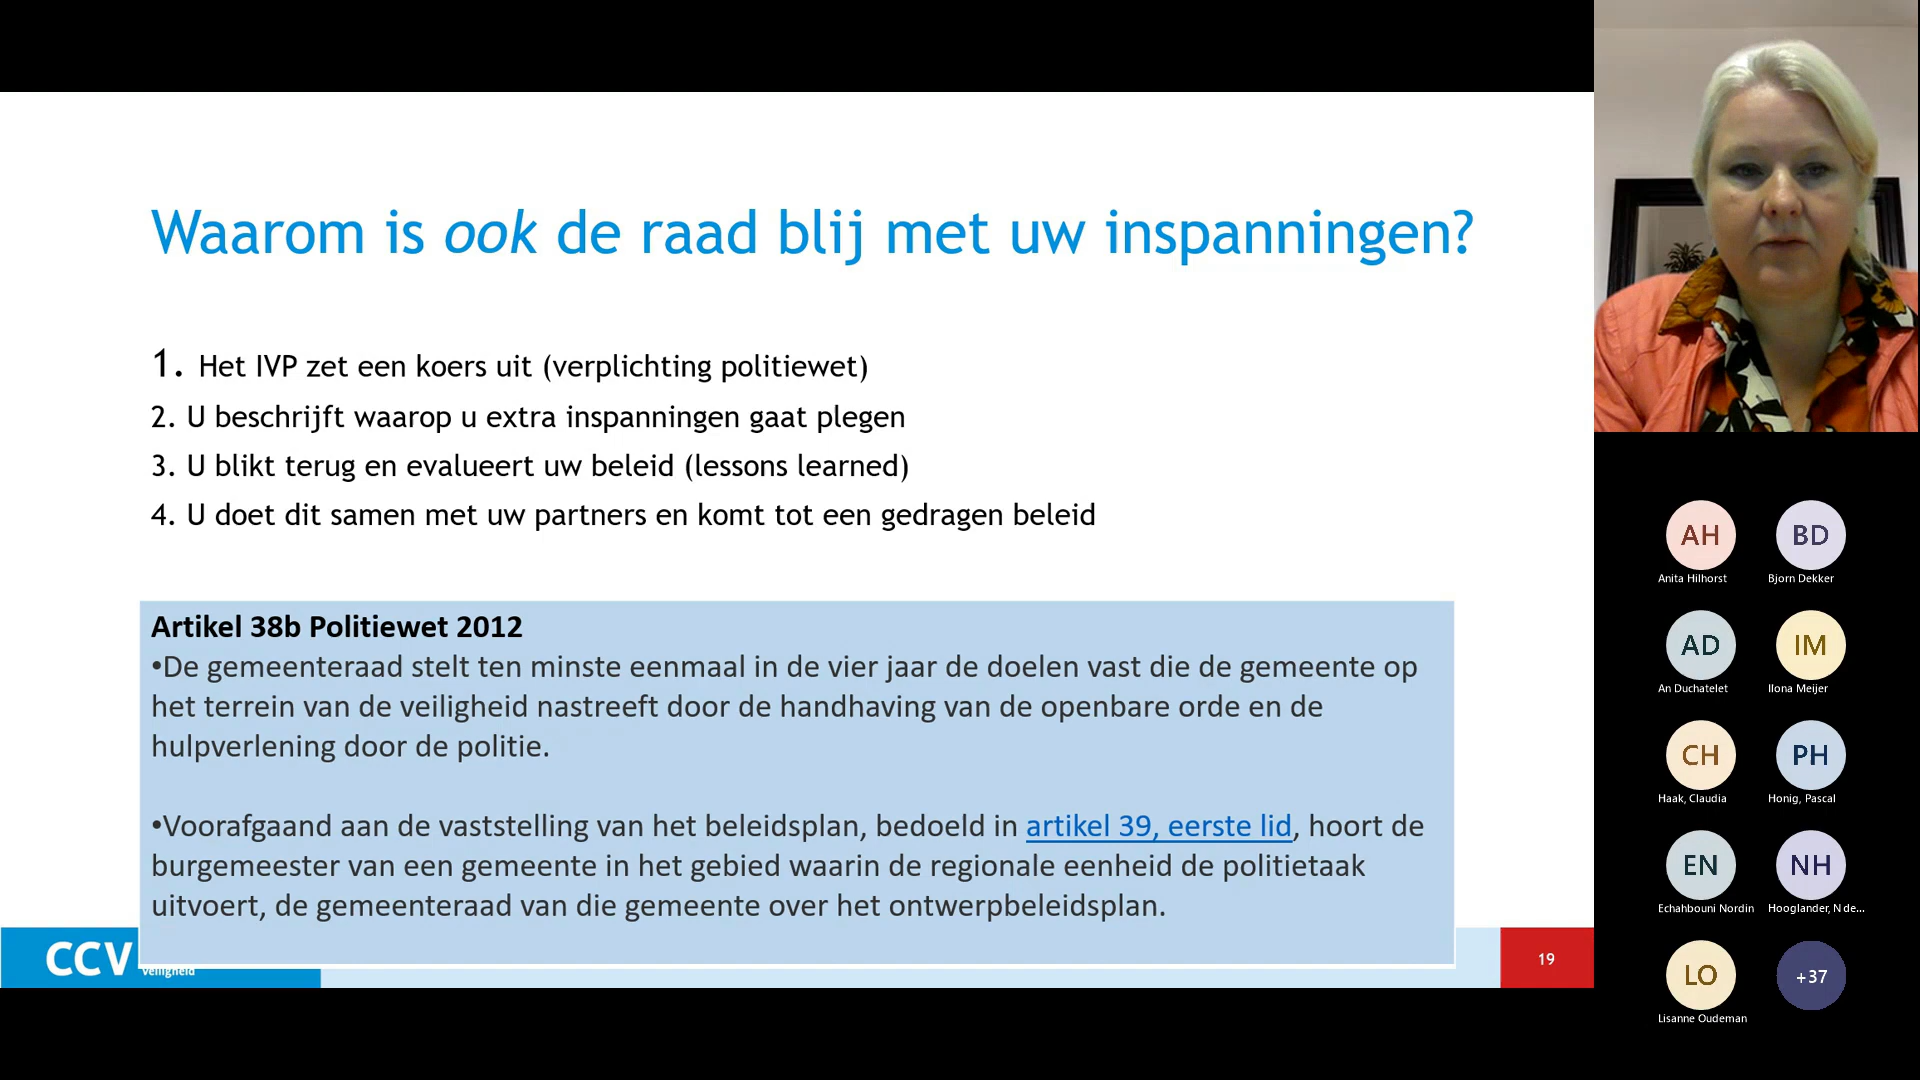 Waarom is ook de raad blij met uw inspanningen?
1. Het IVP zet een koers uit (verplichting politiewet)
2. U beschrijft waarop u extra inspanningen gaat plegen
3. U blikt terug en evalueert uw beleid (lessons learned)
4. U doet dit samen met uw partners en komt tot een gedragen beleid
Artikel 38b Politiewet 2012
•De gemeenteraad stelt ten minste eenmaal in de vier jaar de doelen vast die de gemeente op
het terrein van de veiligheid nastreeft door de handhaving van de openbare orde en de
hulpverlening door de politie.
•Voorafgaand aan de vaststelling van het beleidsplan, bedoeld in artikel 39, eerste lid, hoort de
burgemeester van een gemeente in het gebied waarin de regionale eenheid de politietaak
uitvoert, de gemeenteraad van die gemeente over het ontwerpbeleidsplan.
CCV
veiligheid
19
AH
Anita Hilhorst
BD
Bjorn Dekker
AD
An Duchatelet
IM
Ilona Meijer
CH
Haak, Claudia
PH
Honig, Pascal
EN
Echahbouni Nordin
NH
Hooglander, N de...
LO
Lisanne Oudeman
+37